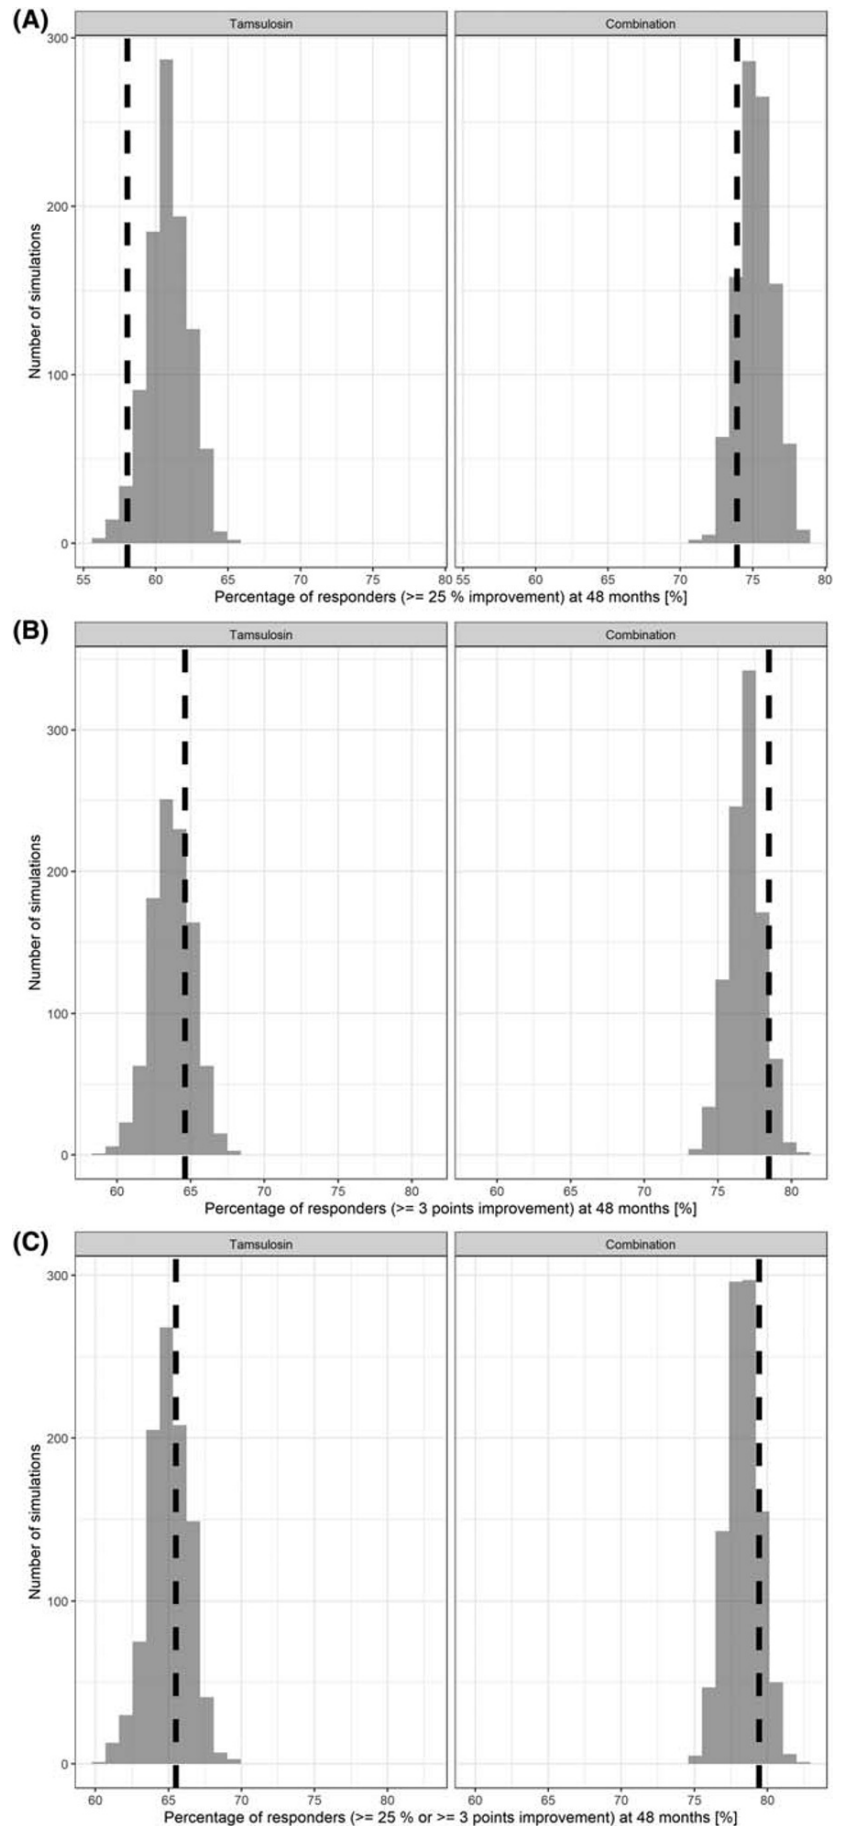 (A)
Tamsulosin Combination
300
200
100
0
Number of simulations
55 60 65 70 75 80 55 60 65 70 75 80
Percentage of responders (>= 25 % improvement) at 48 months [%]
(B)
Tamsulosin Combination
300
200
100
0
Number of simulations
60 65 70 75 80 60 65 70 75 80
Percentage of responders (>= 3 points improvement) at 48 months [%]
(C)
Tamsulosin Combination
300
200
100
0
Number of simulations
60 65 70 75 80 60 65 70 75 80
Percentage of responders (>= 25 % or >= 3 points improvement) at 48 months [%]